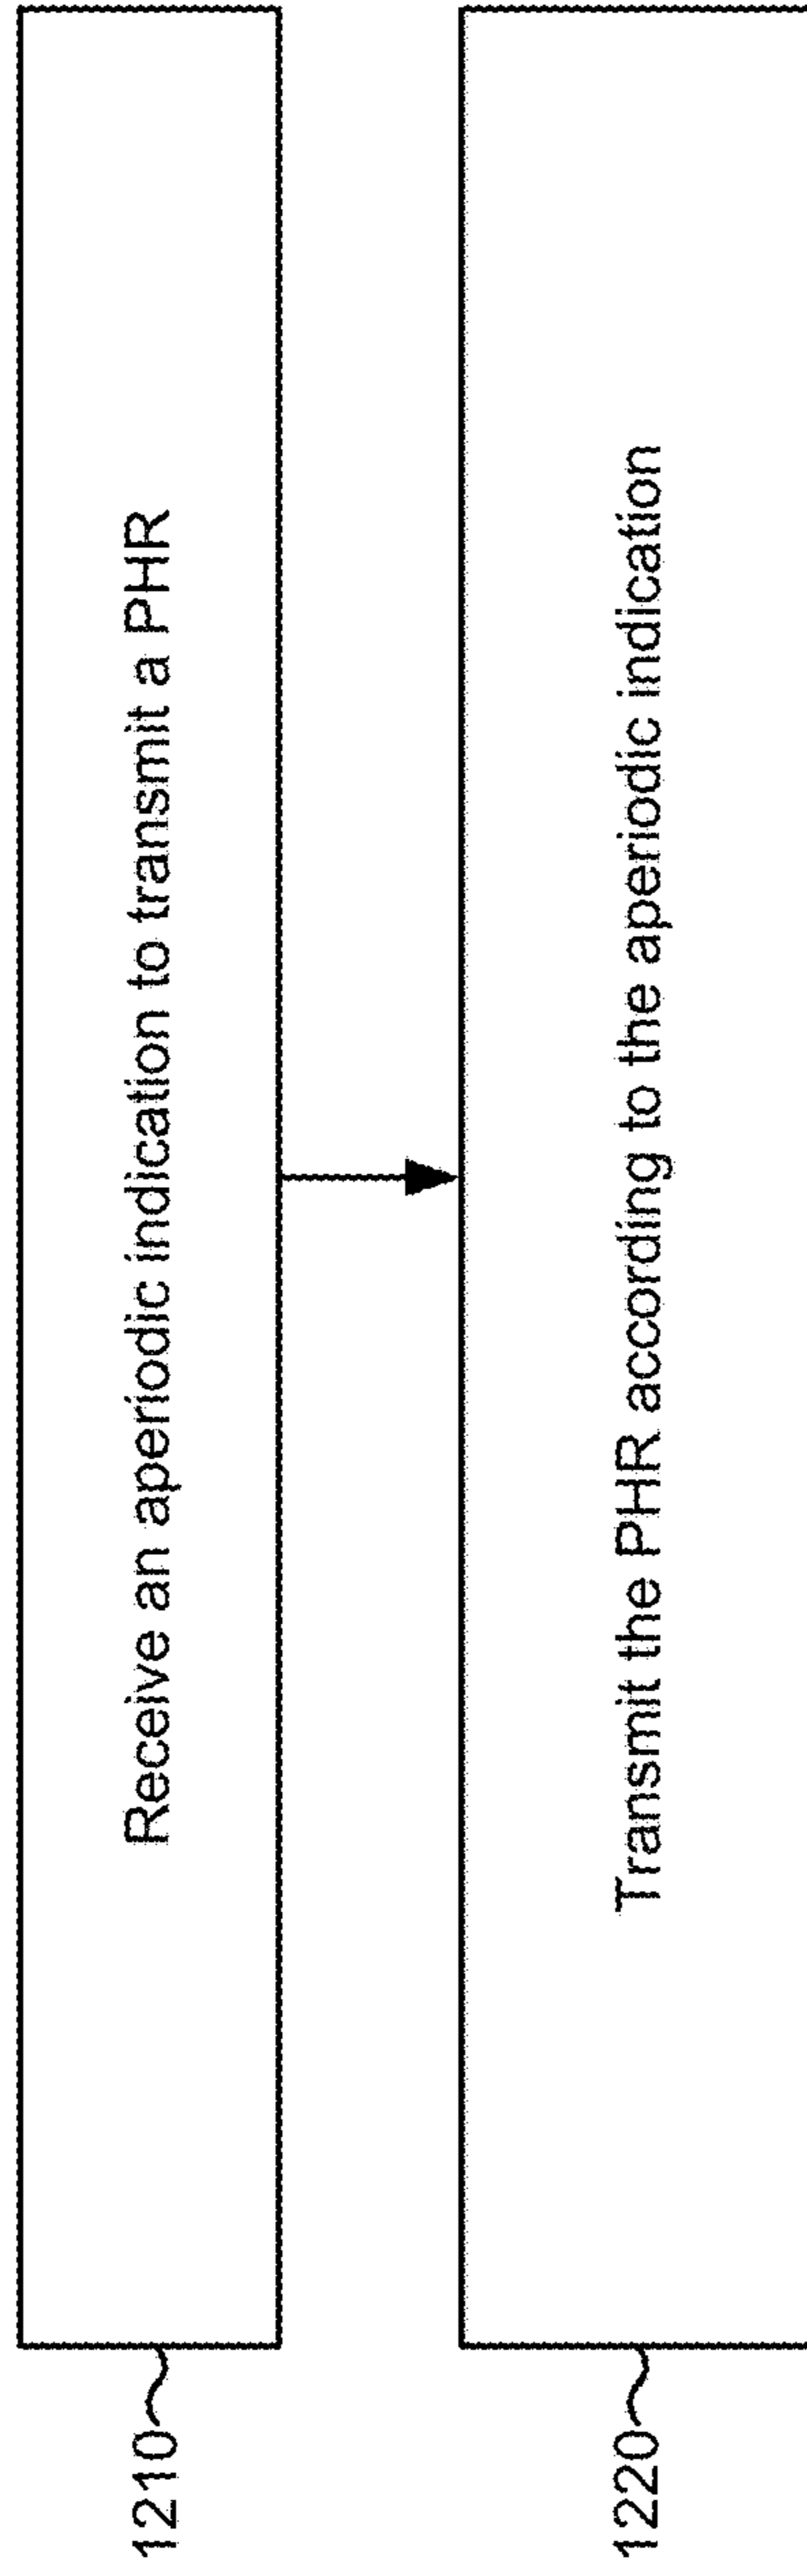 1210
Receive an aperiodic indication to transmit a PHR
1220
Transmit the PHR according to the aperiodic indication